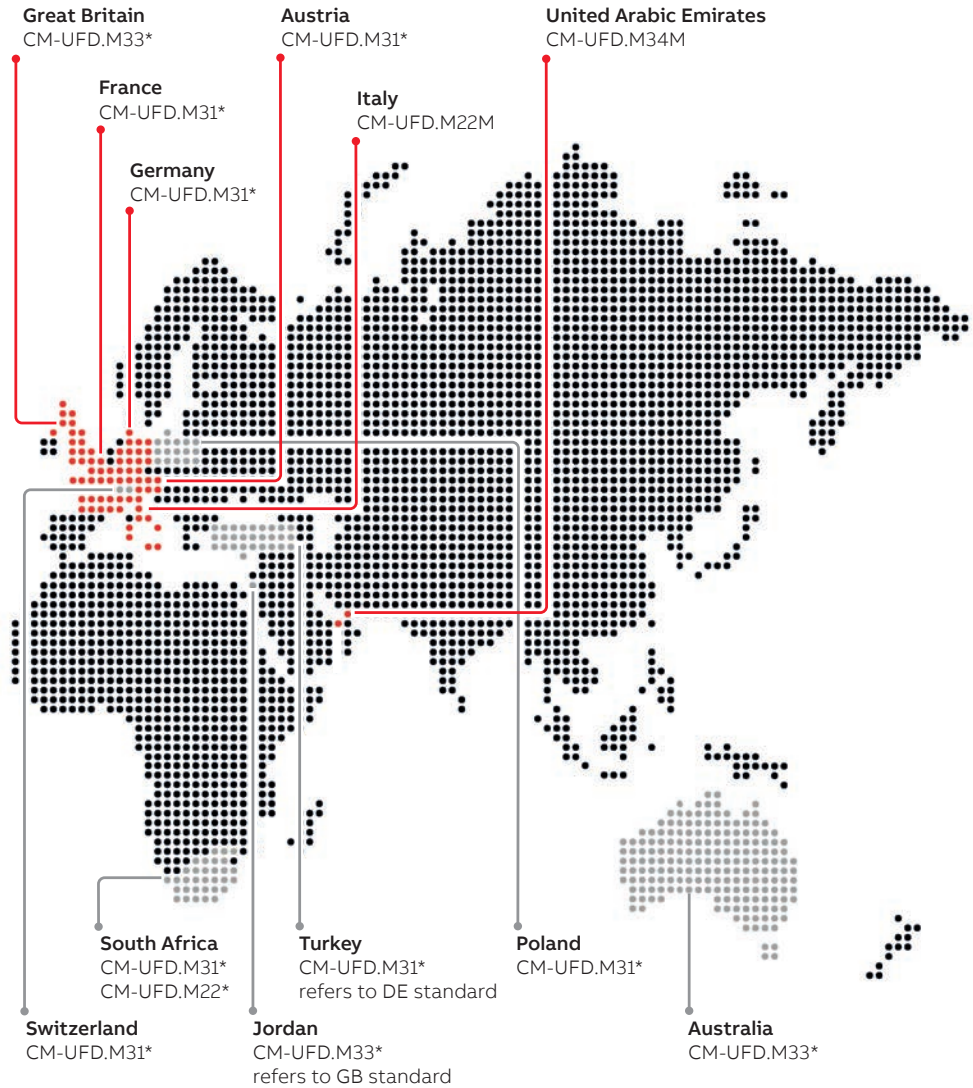 Great Britain
CM-UFD.M33*
Austria
CM-UFD.M31*
United Arabic Emirates
CM-UFD.M34M
France
CM-UFD.M31*
Italy
CM-UFD.M22M
Germany
CM-UFD.M31*
South Africa
CM-UFD.M31*
CM-UFD.M22*
Turkey
CM-UFD.M31*
refers to DE standard
Poland
CM-UFD.M31*
Switzerland
CM-UFD.M31*
Jordan
CM-UFD.M33*
refers to GB standard
Australia
CM-UFD.M33*